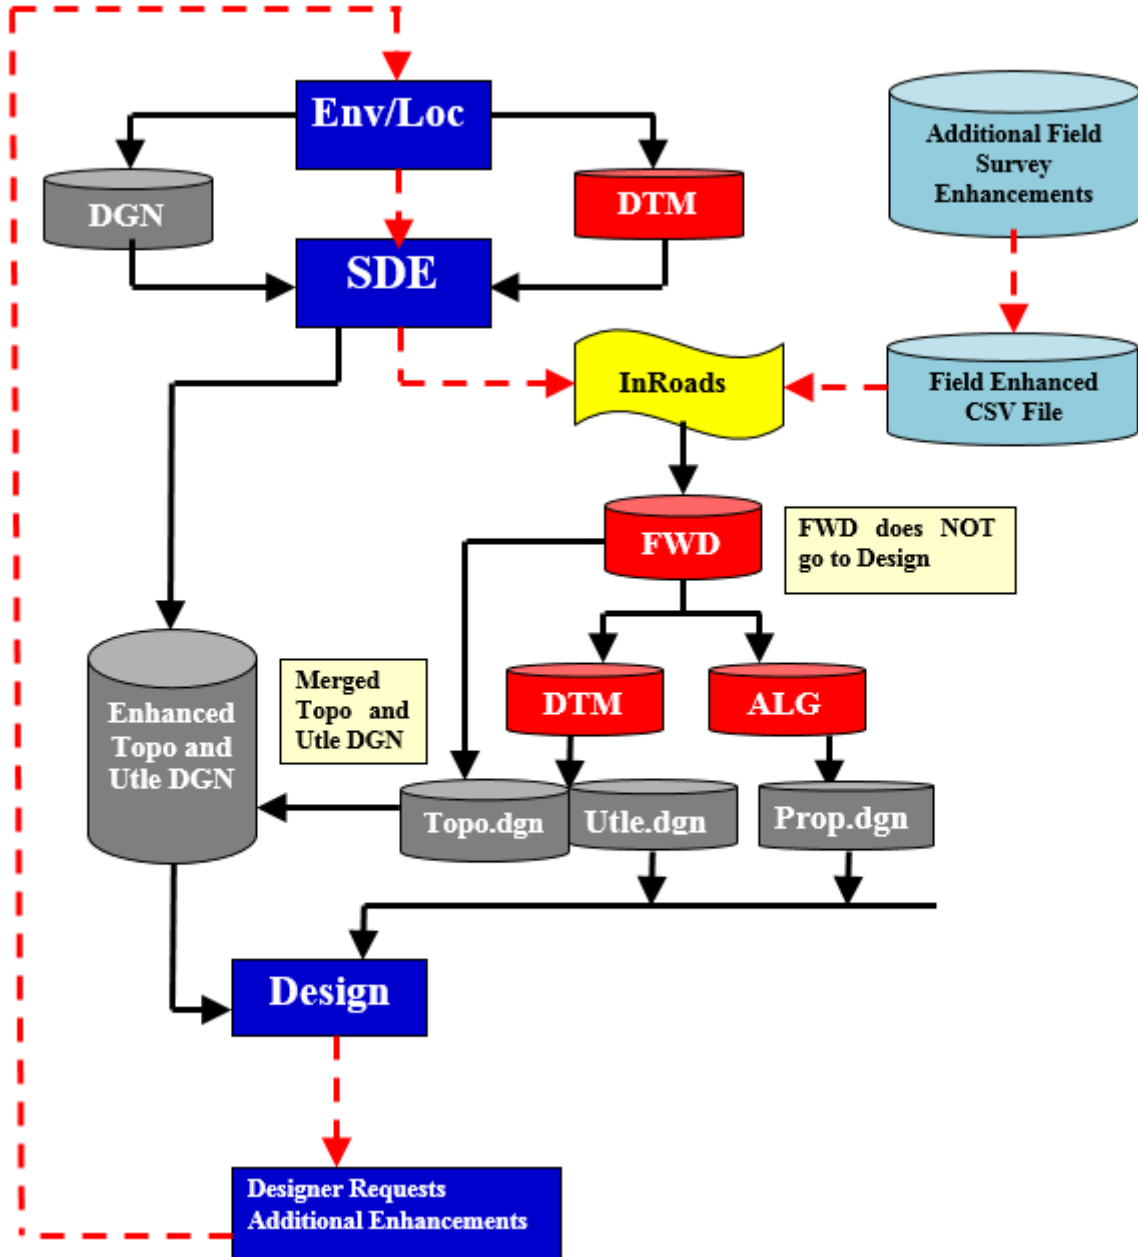 Env/Loc
Additional Field
Survey
Enhancements
DGN
DTM
SDE
InRoads
Field Enhanced
CSV File
FWD
FWD does NOT
go to Design
Merged
Topo and
Utle DGN
DTM
ALG
Enhanced
Topo and
Utle DGN
Topo.dgn
Utle.dgn
Prop.dgn
Design
Designer Requests
Additional Enhancements